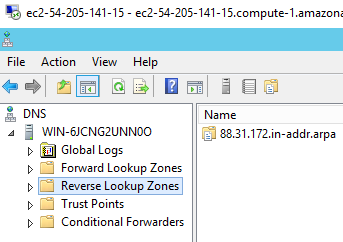 ec2-54-205-141-15 - ec2-54-205-141-15.compute-1.amazona
File Action View Help
DNS
WIN-6JCNG2UNN0O
Global Logs
Forward Lookup Zones
Reverse Lookup Zones
Trust Points
Conditional Forwarders
Name
88.31.172.in-addr.arpa